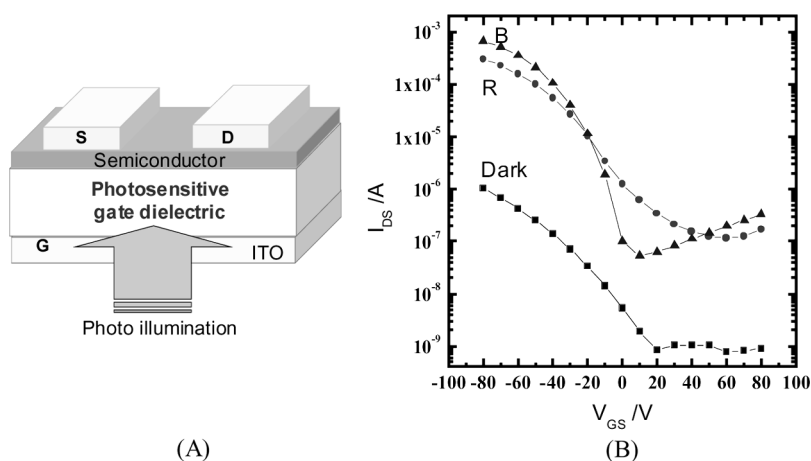 S
D
Semiconductor
Photosensitive
gate dielectric
G
ITO
Photo illumination
(A)
10⁻³
1x10⁻⁴
1x10⁻⁵
10⁻⁶
10⁻⁷
10⁻⁸
10⁻⁹
I_DS /A
B
R
Dark
-100 -80 -60 -40 -20 0 20 40 60 80 100
V_GS /V
(B)